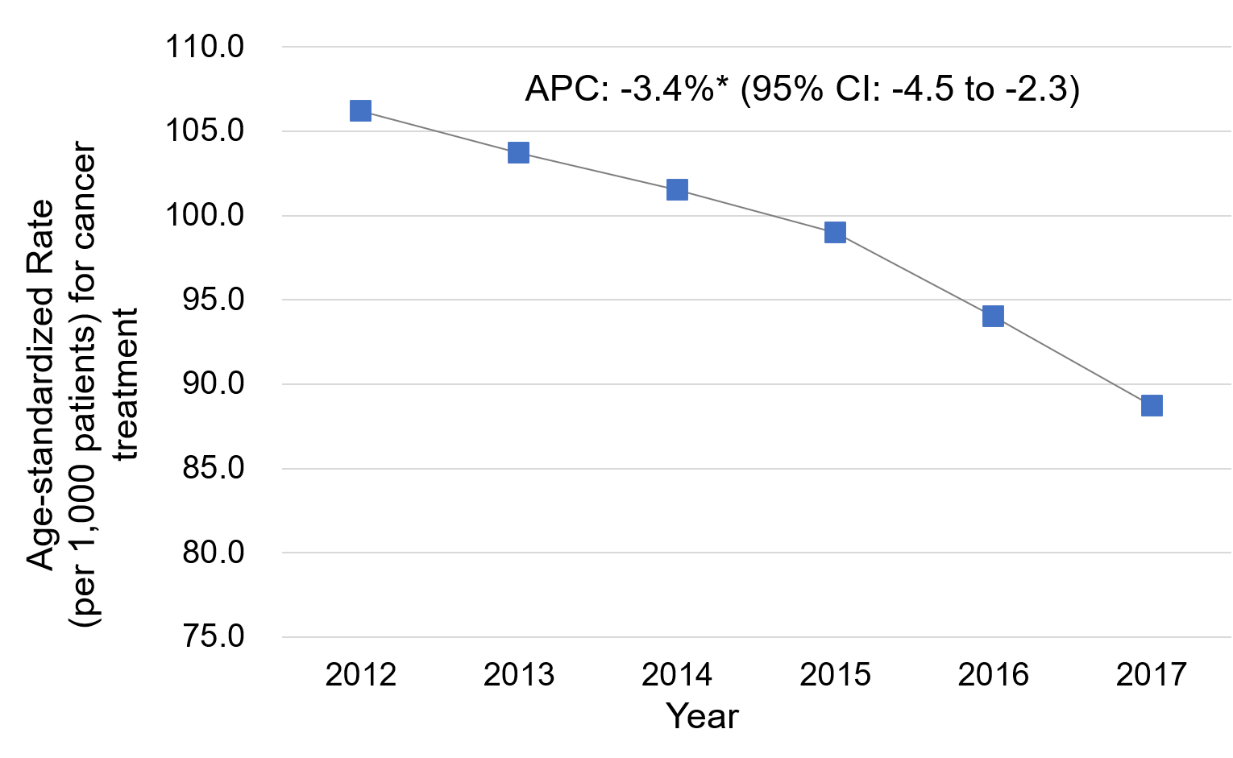 APC: -3.4%* (95% CI: -4.5 to -2.3)
Age-standardized Rate
(per 1,000 patients) for cancer
treatment
110.0
105.0
100.0
95.0
90.0
85.0
80.0
75.0
2012 2013 2014 2015 2016 2017
Year